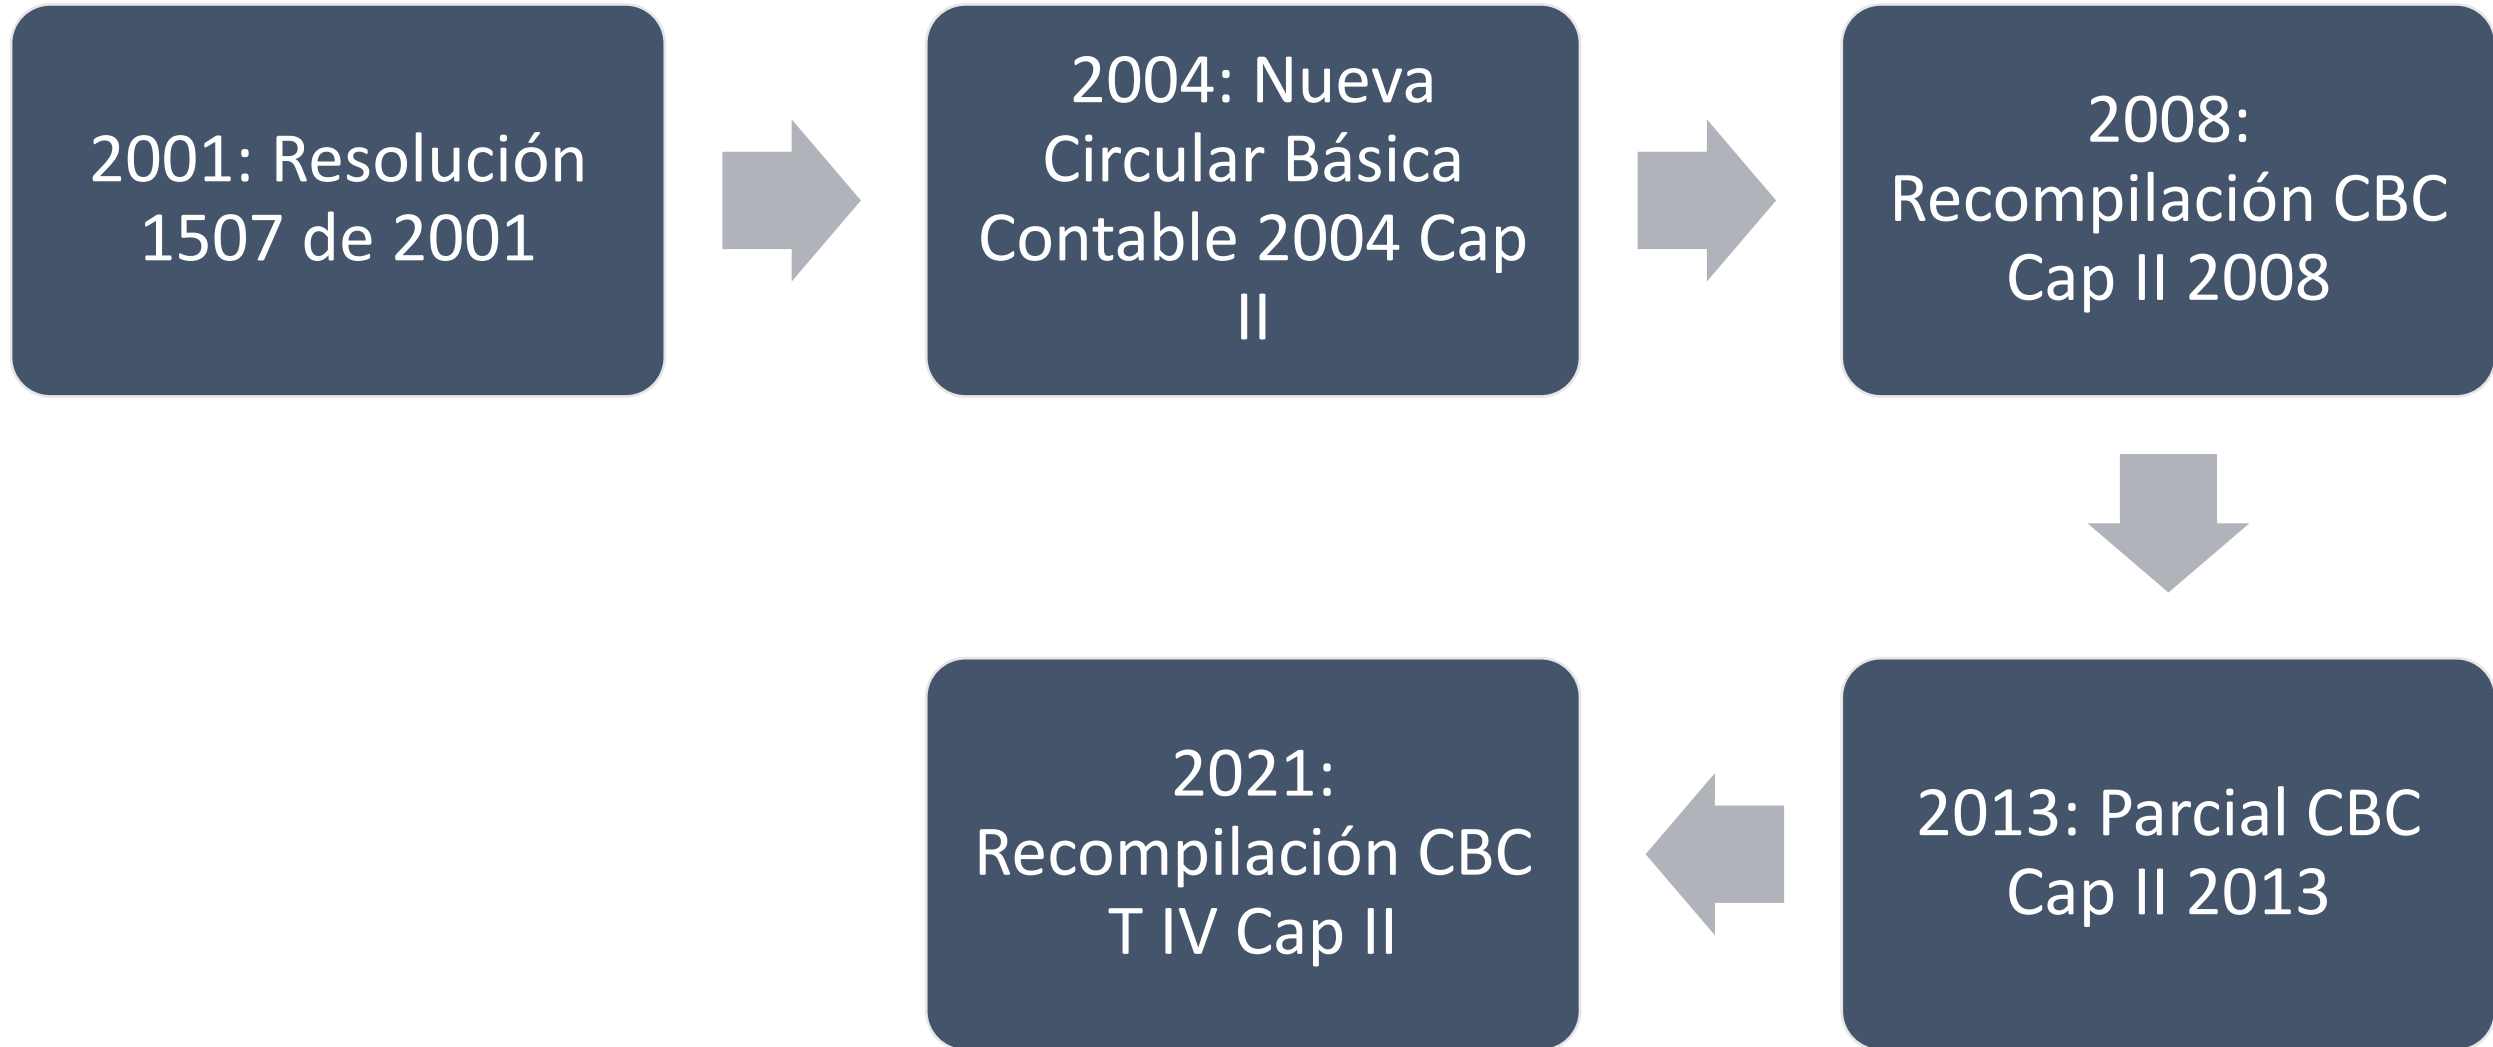 2001: Resolución
1507 de 2001
2004: Nueva
Circular Básica
Contable 2004 Cap
II
2008:
Recompilación CBC
Cap II 2008
2013: Parcial CBC
Cap II 2013
2021:
Recompilación CBC
T IV Cap II